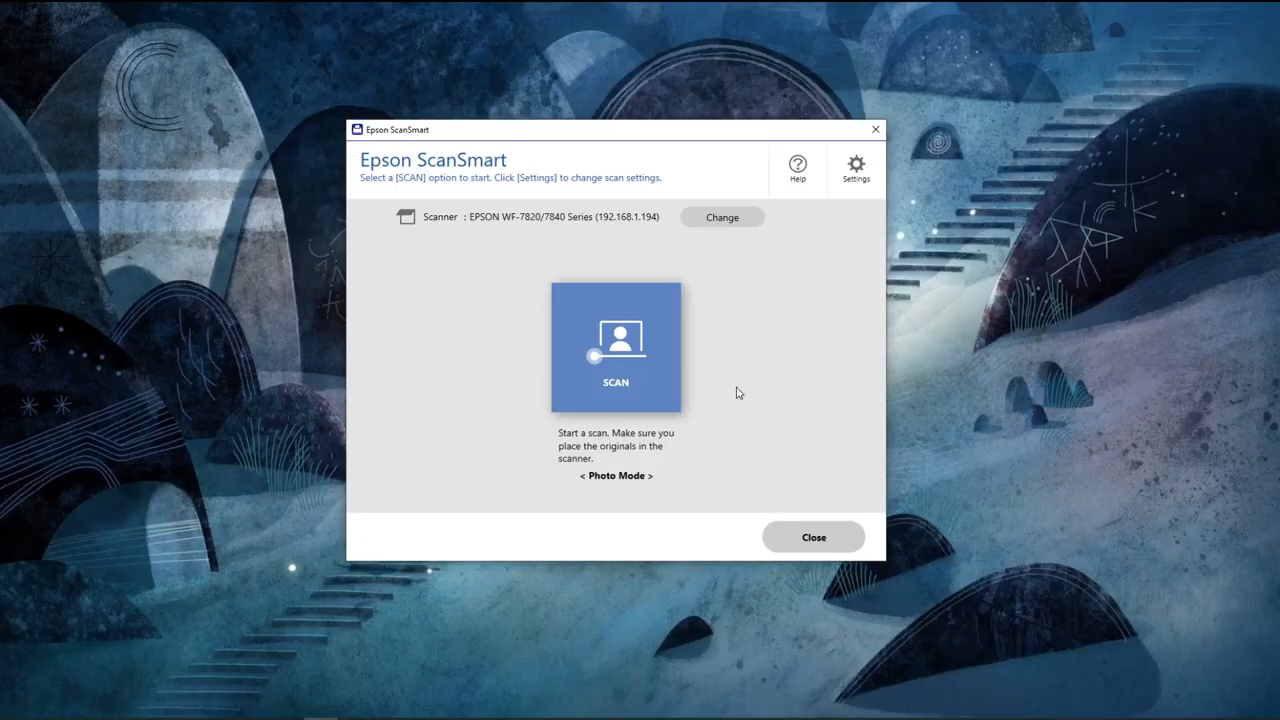 Epson ScanSmart
Epson ScanSmart
Select a [SCAN] option to start. Click [Settings] to change scan settings.
Help
Settings
Scanner : EPSON WF-7820/7840 Series (192.168.1.194)
Change
SCAN
Start a scan. Make sure you
place the originals in the
scanner.
< Photo Mode >
Close